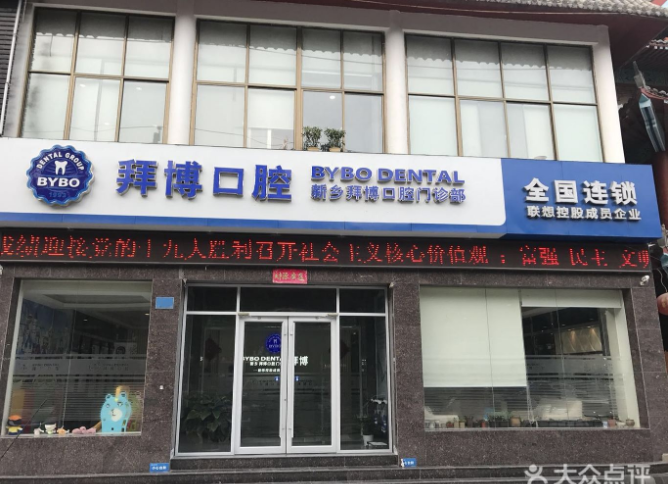 DENTAL GROUP
BYBO
拜博口腔
BYBO DENTAL
新乡拜博口腔门诊部
全国连锁
联想控股成员企业
成绩迎接党的十九大胜利召开社会主义核心价值观：富强 民主 文明
BYBO DENTAL 拜博
大众点评